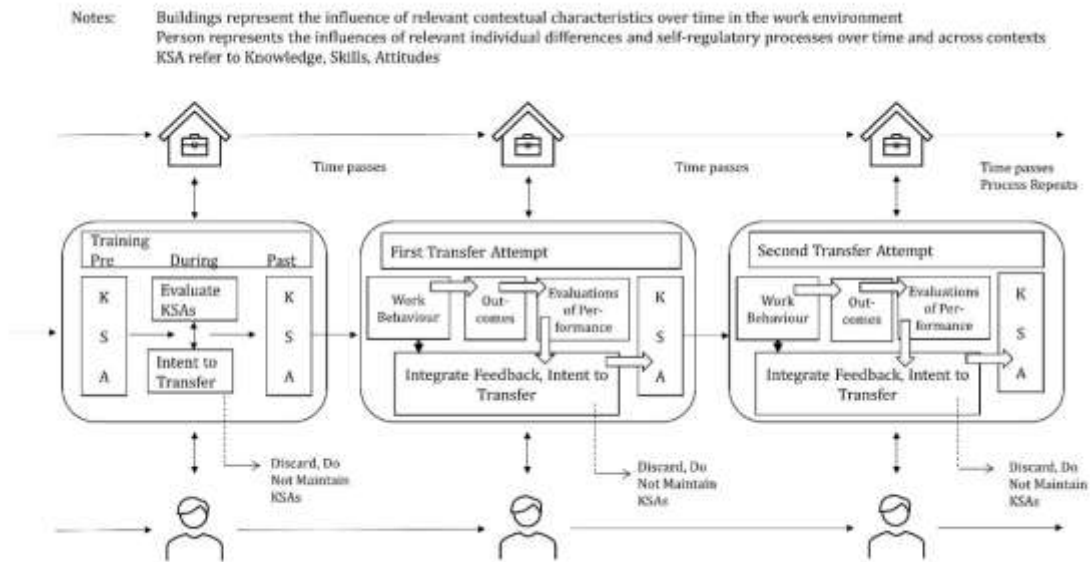 Notes: Buildings represent the influence of relevant contextual characteristics over time in the work environment
Person represents the influences of relevant individual differences and self-regulatory processes over time and across contexts
KSA refer to Knowledge, Skills, Attitudes
Time passes
Time passes
Time passes
Process Repeats
Training
Pre During Past
K
S
A
Evaluate
KSAs
Intent to
Transfer
K
S
A
Discard, Do
Not Maintain
KSAs
First Transfer Attempt
Work
Behaviour
Out-
comes
Evaluations
of Per-
formance
Integrate Feedback, Intent to
Transfer
K
S
A
Discard, Do
Not Maintain
KSAs
Second Transfer Attempt
Work
Behaviour
Out-
comes
Evaluations
of Per-
formance
Integrate Feedback, Intent to
Transfer
K
S
A
Discard, Do
Not Maintain
KSAs